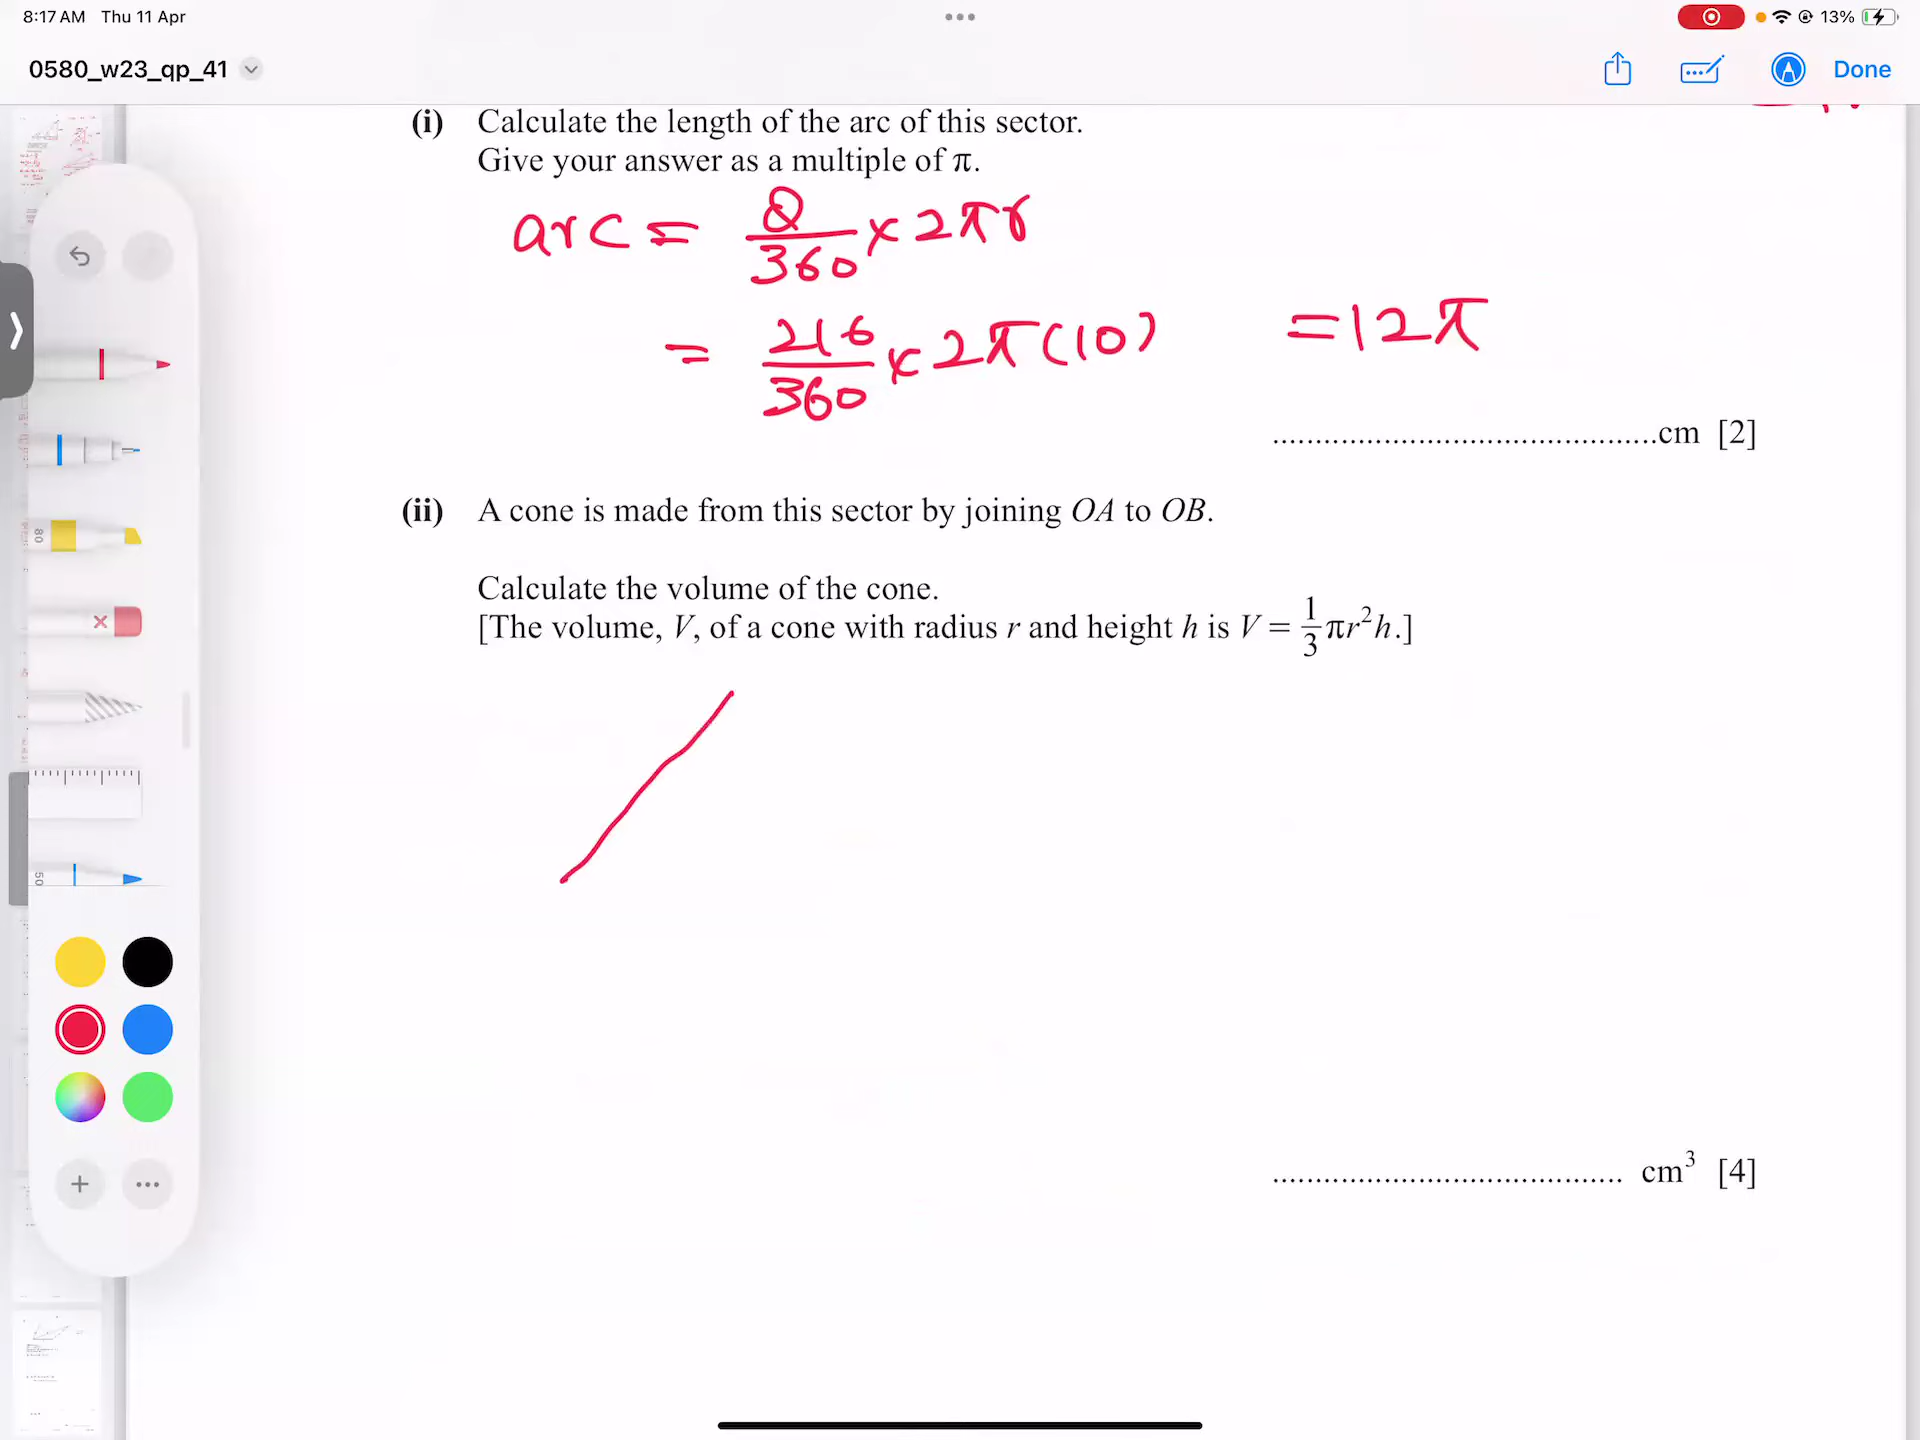 8:17 AM Thu 11 Apr
13%
0580_w23_qp_41
Done
(i) Calculate the length of the arc of this sector.
Give your answer as a multiple of π.
arc = θ/360 × 2πr
= 216/360 × 2π(10) = 12π
............................................cm [2]
(ii) A cone is made from this sector by joining OA to OB.
Calculate the volume of the cone.
[The volume, V, of a cone with radius r and height h is V = 1/3 πr²h.]
80
50
........................................ cm³ [4]